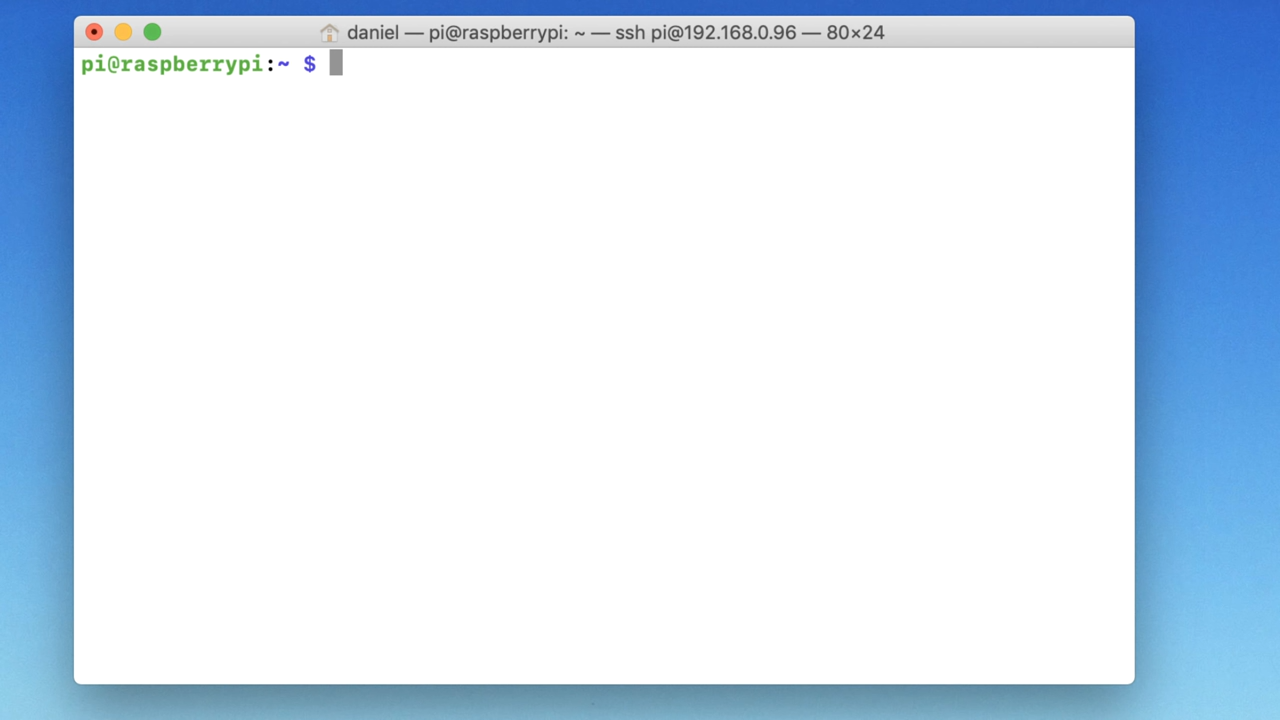 daniel — pi@raspberrypi: ~ — ssh pi@192.168.0.96 — 80×24
pi@raspberrypi:~ $